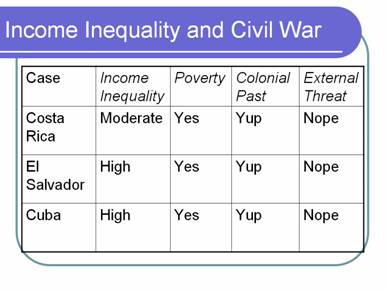 Income Inequality and Civil War
Case Income Inequality Poverty Colonial Past External Threat
Costa Rica Moderate Yes Yup Nope
El Salvador High Yes Yup Nope
Cuba High Yes Yup Nope